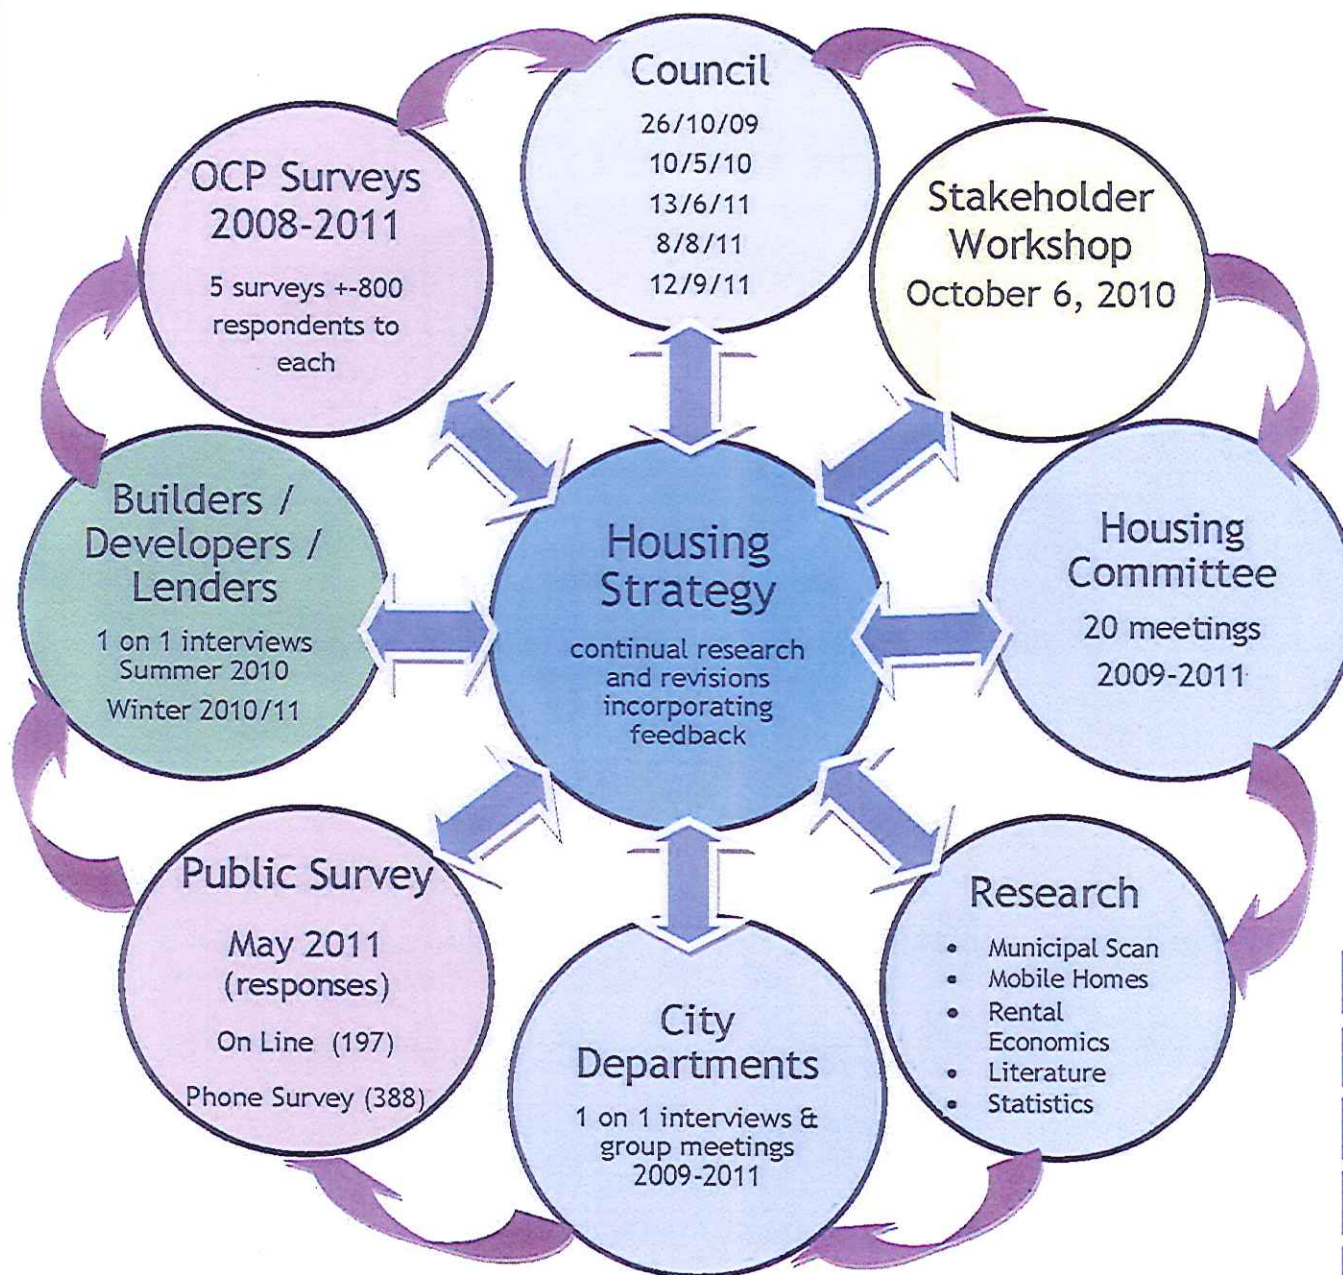 Council
26/10/09
10/5/10
13/6/11
8/8/11
12/9/11
Stakeholder
Workshop
October 6, 2010
Housing
Committee
20 meetings
2009-2011
Research
• Municipal Scan
• Mobile Homes
• Rental
Economics
• Literature
• Statistics
City
Departments
1 on 1 interviews &
group meetings
2009-2011
Public Survey
May 2011
(responses)
On Line (197)
Phone Survey (388)
Builders /
Developers /
Lenders
1 on 1 interviews
Summer 2010
Winter 2010/11
OCP Surveys
2008-2011
5 surveys +-800
respondents to
each
Housing
Strategy
continual research
and revisions
incorporating
feedback